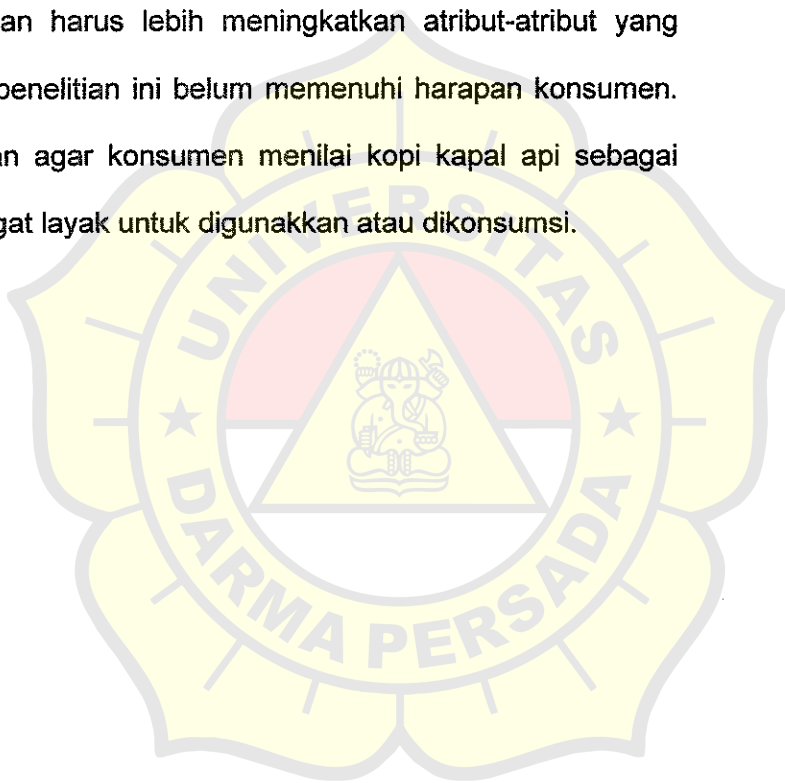 an harus lebih meningkatkan atribut-atribut yang
penelitian ini belum memenuhi harapan konsumen.
an agar konsumen menilai kopi kapal api sebagai
gat layak untuk digunakkan atau dikonsumsi.
UNIVERSITAS
DARMA PERSADA